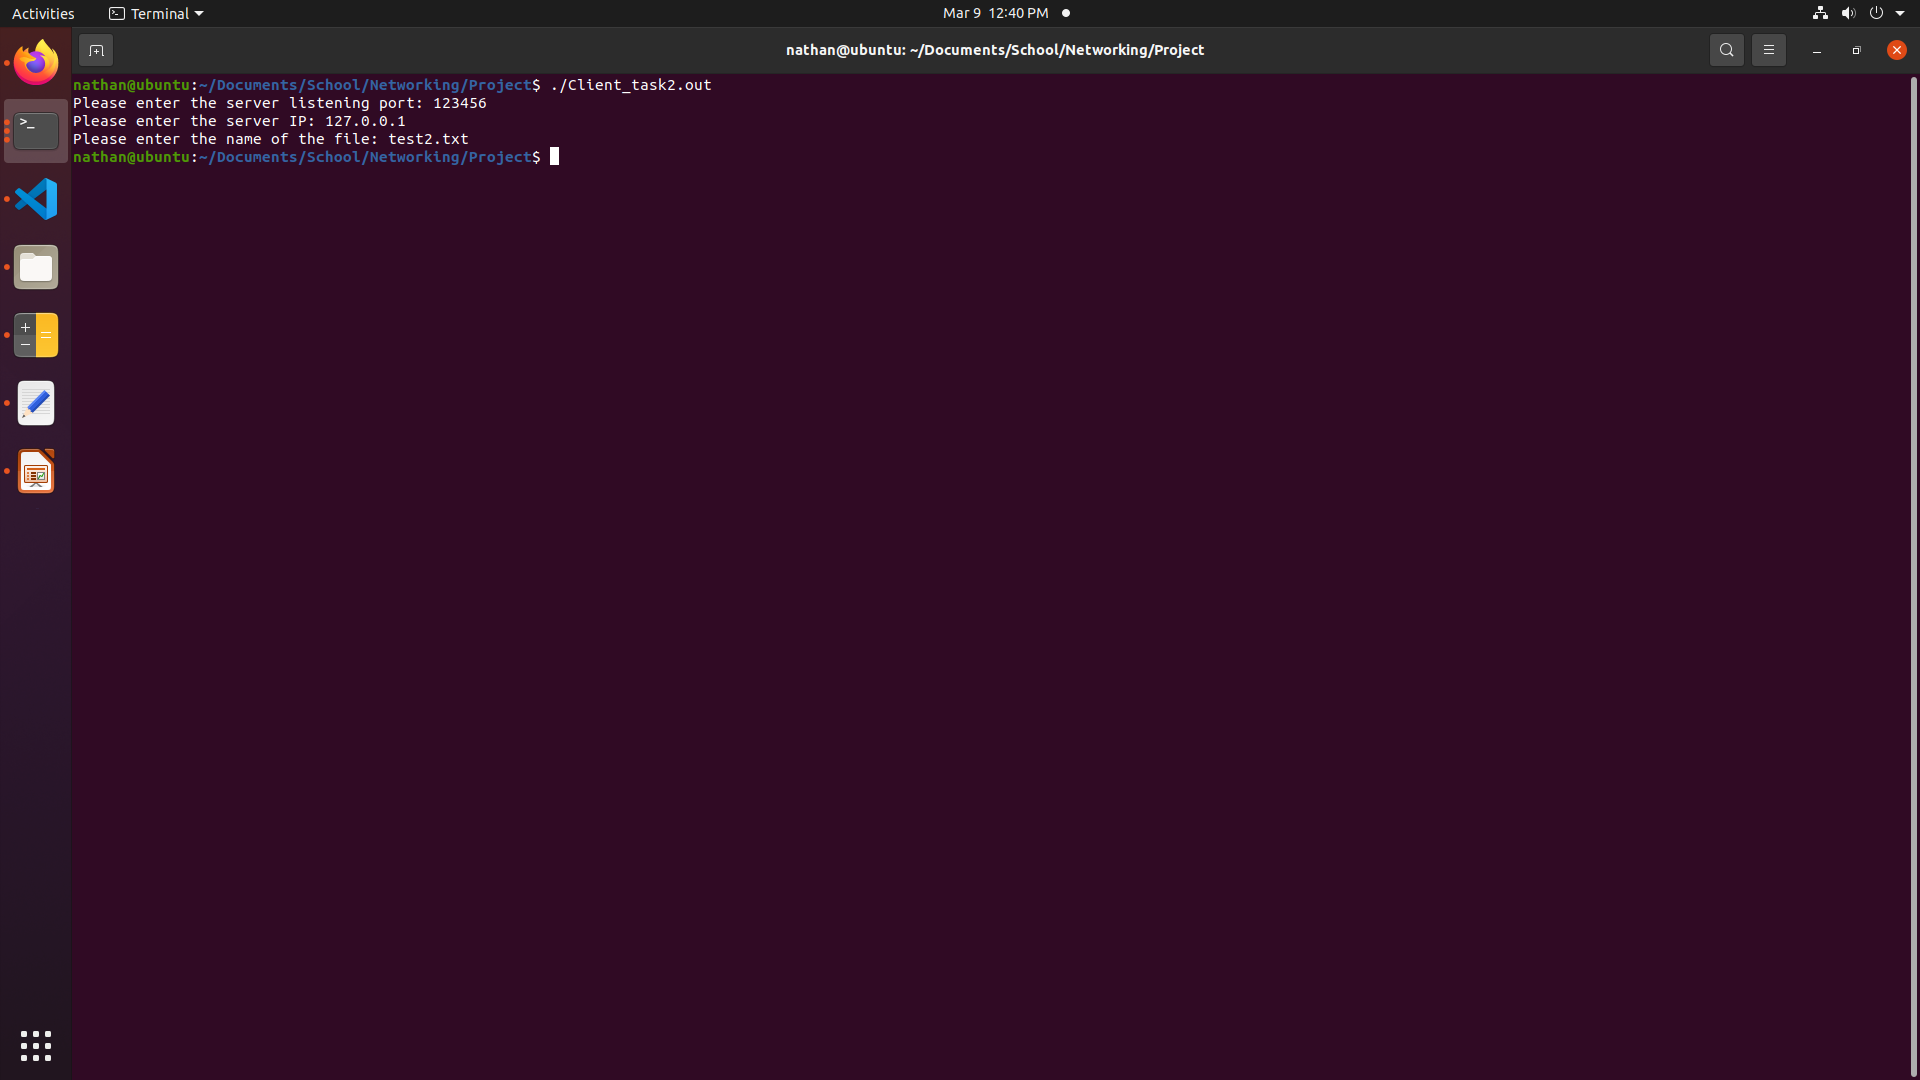 Activities
Terminal
Mar 9 12:40 PM
nathan@ubuntu: ~/Documents/School/Networking/Project
nathan@ubuntu:~/Documents/School/Networking/Project$ ./Client_task2.out
Please enter the server listening port: 123456
Please enter the server IP: 127.0.0.1
Please enter the name of the file: test2.txt
nathan@ubuntu:~/Documents/School/Networking/Project$